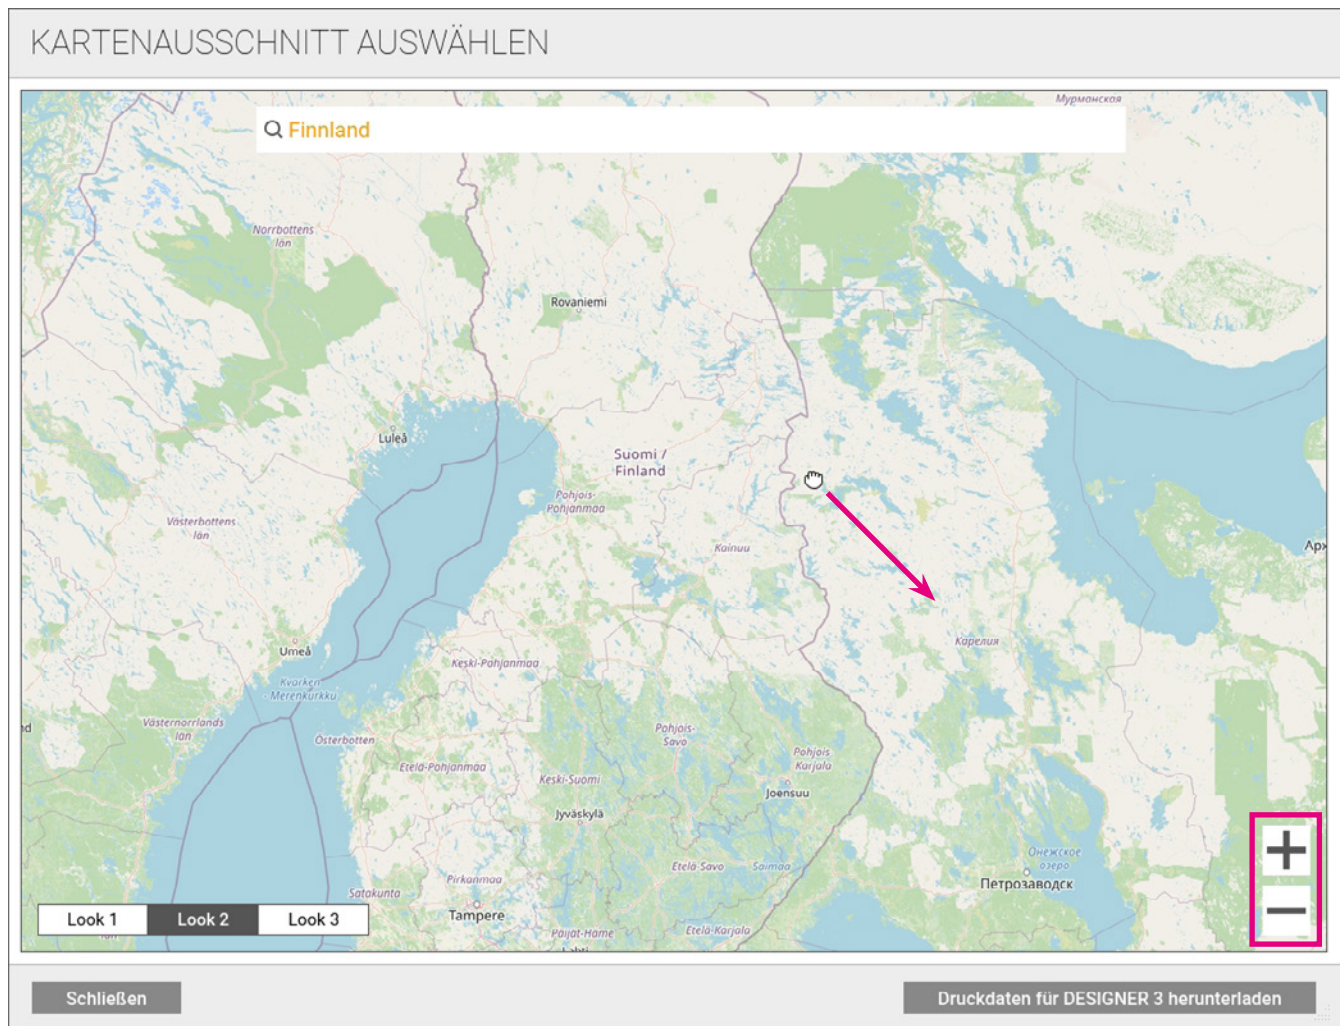 KARTENAUSSCHNITT AUSWÄHLEN
Мурманская
Finnland
Norrbottens
län
Rovaniemi
Luleå
Suomi /
Finland
Pohjois-
Pohjanmaa
Västerbottens
län
Kainuu
Арх
Umeå
Карелия
Keski-Pohjanmaa
Kvarken
- Merenkurkku
Västernorrlands
län
nd
Österbotten
Pohjois-
Savo
Pohjois
Karjala
Etelä-Pohjanmaa
Keski-Suomi
Joensuu
Jyväskylä
Онежское
озеро
Etelä-Savo
Saimaa
Pirkanmaa
Петрозаводск
Satakunta
Look 1
Look 2
Look 3
Tampere
Päijät-Häme
Etelä-Karjala
Lahti
Schließen
Druckdaten für DESIGNER 3 herunterladen